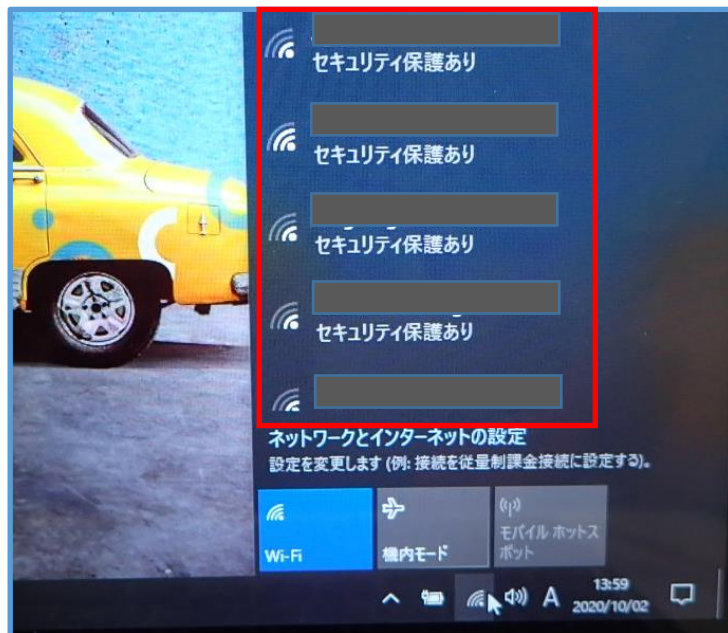 セキュリティ保護あり
セキュリティ保護あり
セキュリティ保護あり
セキュリティ保護あり
ネットワークとインターネットの設定
設定を変更します (例: 接続を従量制課金接続に設定する)。
Wi-Fi
機内モード
モバイル ホットス
ポット
A
13:59
2020/10/02